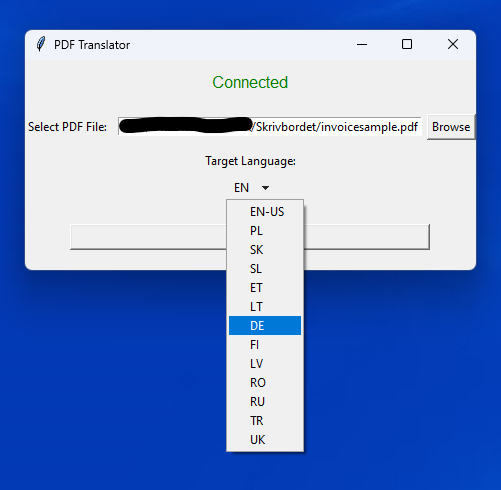 PDF Translator
Connected
Select PDF File: /Skrivbordet/invoicesample.pdf Browse
Target Language:
EN
EN-US
PL
SK
SL
ET
LT
DE
FI
LV
RO
RU
TR
UK